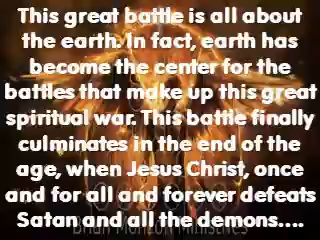 This great battle is all about
the earth. In fact, earth has
become the center for the
battles that make up this great
spiritual war. This battle finally
culminates in the end of the
age, when Jesus Christ, once
and for all and forever defeats
Satan and all the demons....
Brian Monzon Ministries